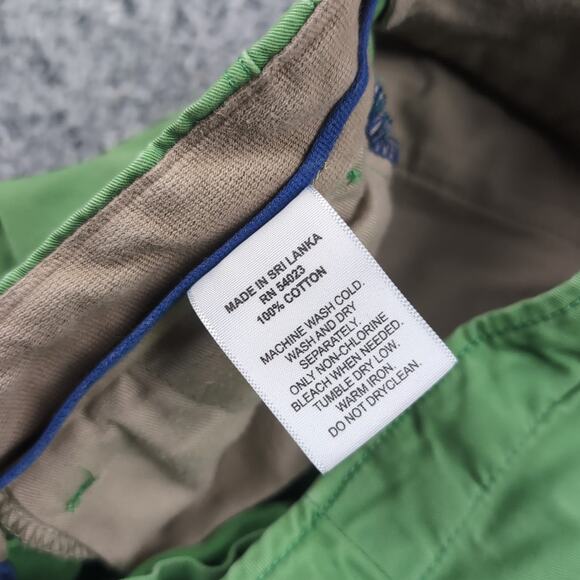 MADE IN SRI LANKA
RN 54023
100% COTTON
MACHINE WASH COLD.
WASH AND DRY
SEPARATELY.
ONLY NON-CHLORINE
BLEACH WHEN NEEDED.
TUMBLE DRY LOW.
WARM IRON.
DO NOT DRYCLEAN.